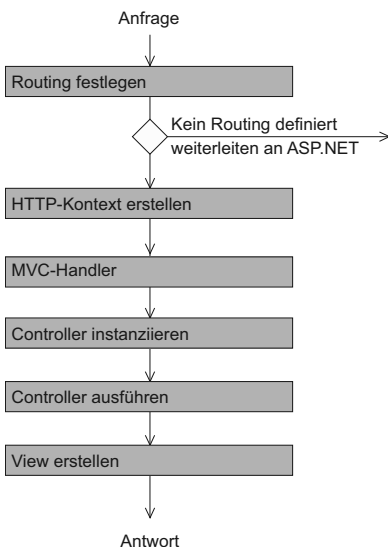 Anfrage
Routing festlegen
Kein Routing definiert
weiterleiten an ASP.NET
HTTP-Kontext erstellen
MVC-Handler
Controller instanziieren
Controller ausführen
View erstellen
Antwort